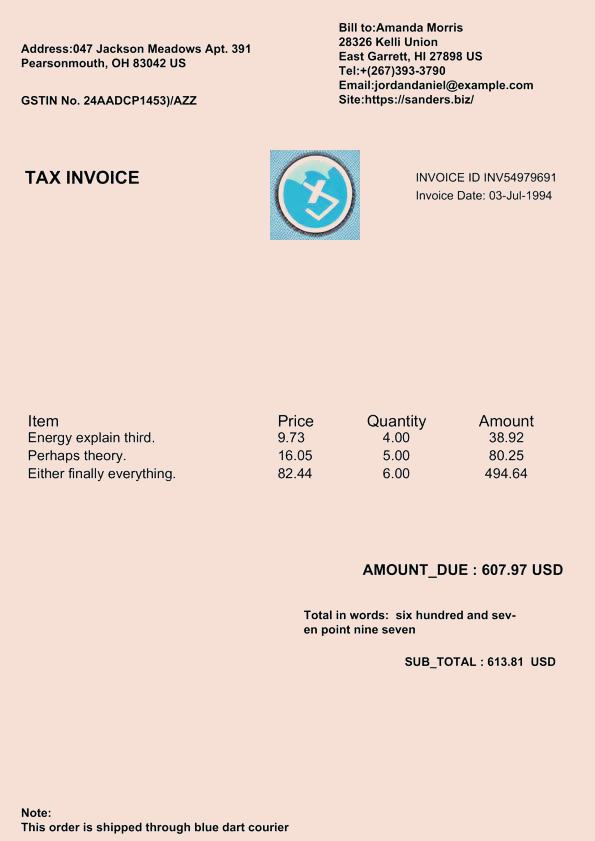 Address:047 Jackson Meadows Apt. 391
Pearsonmouth, OH 83042 US
GSTIN No. 24AADCP1453)/AZZ
Bill to:Amanda Morris
28326 Kelli Union
East Garrett, HI 27898 US
Tel:+(267)393-3790
Email:jordandaniel@example.com
Site:https://sanders.biz/
TAX INVOICE
INVOICE ID INV54979691
Invoice Date: 03-Jul-1994
Item Price Quantity Amount
Energy explain third. 9.73 4.00 38.92
Perhaps theory. 16.05 5.00 80.25
Either finally everything. 82.44 6.00 494.64
AMOUNT_DUE : 607.97 USD
Total in words: six hundred and sev-
en point nine seven
SUB_TOTAL : 613.81 USD
Note:
This order is shipped through blue dart courier